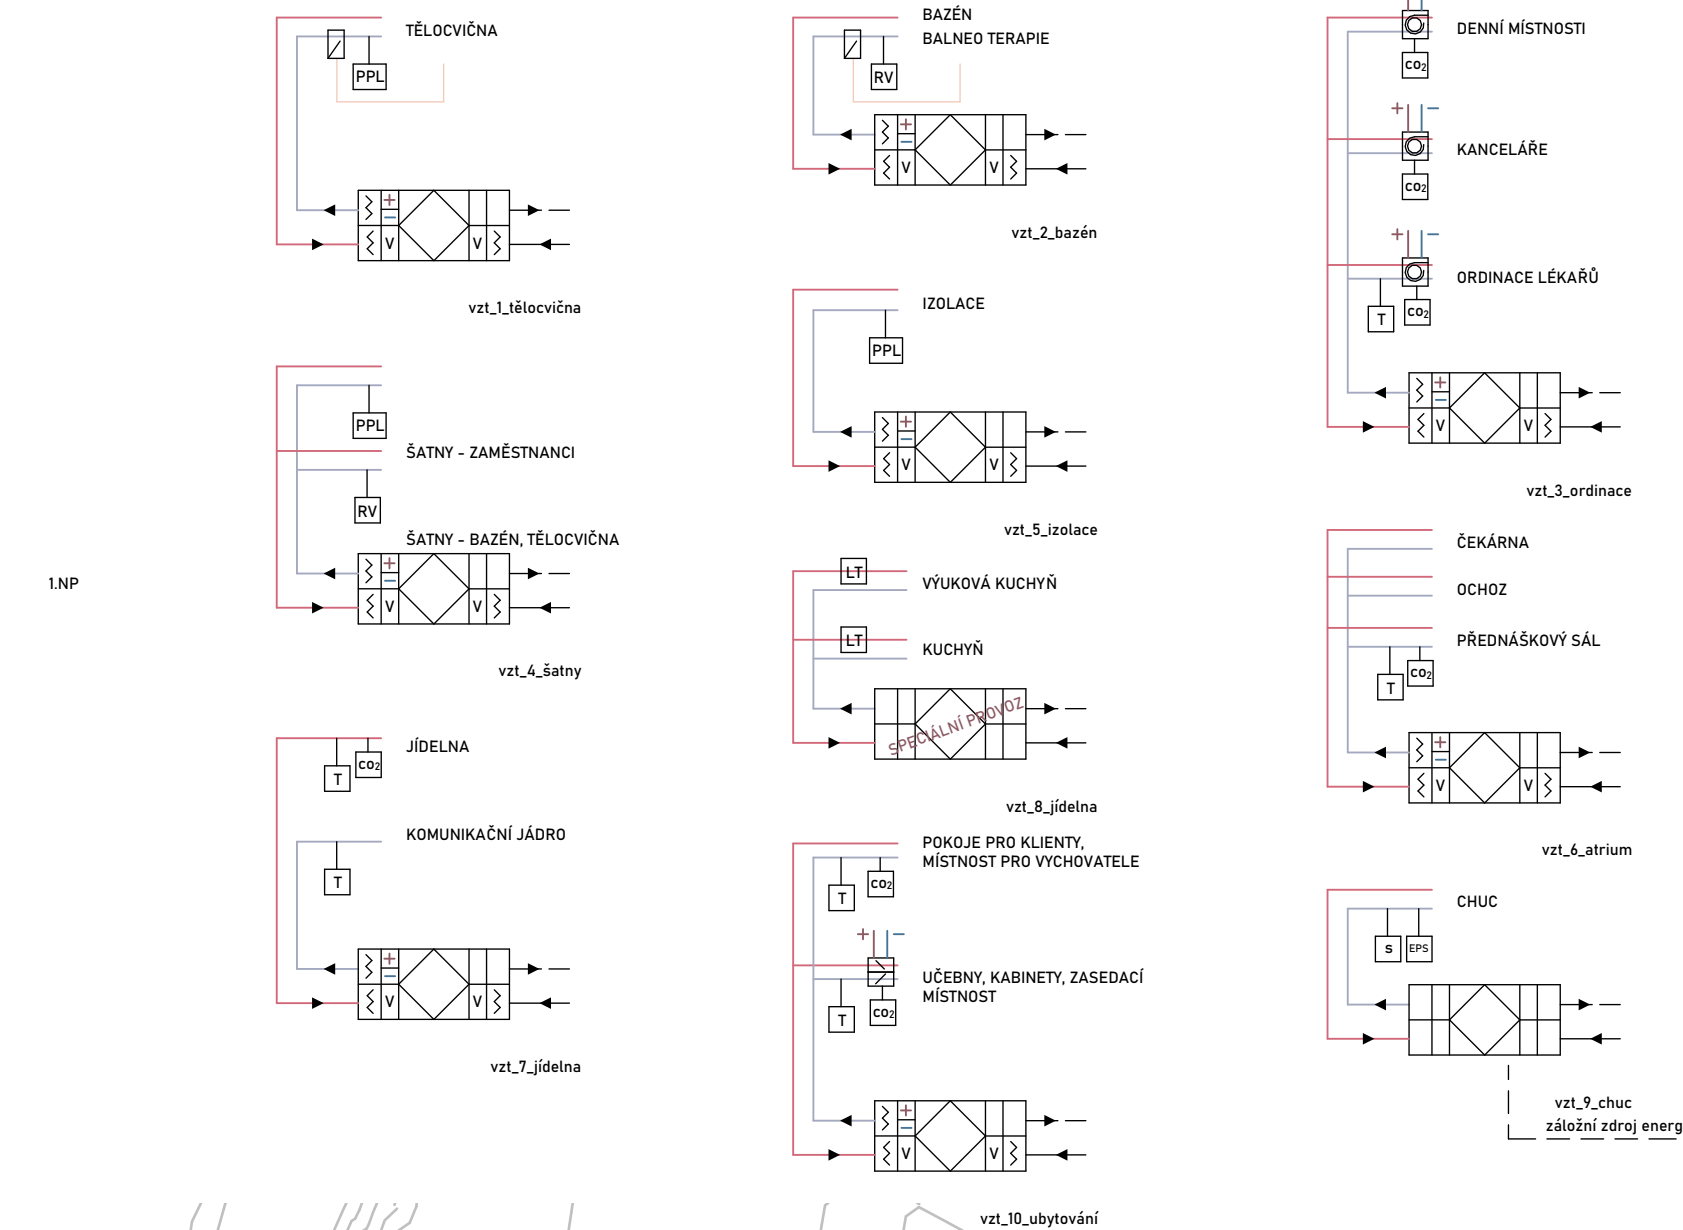 TĚLOCVIČNA
PPL
+
−
V
V
vzt_1_tělocvična
PPL
ŠATNY - ZAMĚSTNANCI
RV
ŠATNY - BAZÉN, TĚLOCVIČNA
+
−
V
V
vzt_4_šatny
1.NP
JÍDELNA
T
CO2
KOMUNIKAČNÍ JÁDRO
T
+
−
V
V
vzt_7_jídelna
BAZÉN
BALNEO TERAPIE
RV
+
−
V
V
vzt_2_bazén
IZOLACE
PPL
+
−
V
V
vzt_5_izolace
LT
VÝUKOVÁ KUCHYŇ
LT
KUCHYŇ
SPECIÁLNÍ PROVOZ
vzt_8_jídelna
POKOJE PRO KLIENTY,
MÍSTNOST PRO VYCHOVATELE
T
CO2
+ −
UČEBNY, KABINETY, ZASEDACÍ
MÍSTNOST
T
CO2
+
−
V
V
vzt_10_ubytování
DENNÍ MÍSTNOSTI
CO2
+ −
KANCELÁŘE
CO2
+ −
ORDINACE LÉKAŘŮ
T
CO2
+
−
V
V
vzt_3_ordinace
ČEKÁRNA
OCHOZ
PŘEDNÁŠKOVÝ SÁL
T
CO2
+
−
V
V
vzt_6_atrium
CHUC
S
EPS
vzt_9_chuc
záložní zdroj energ